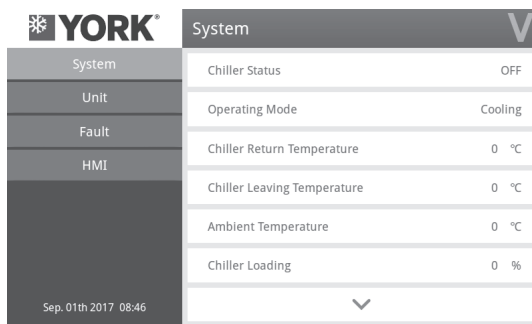 YORK®
System
V
System
Unit
Fault
HMI
Sep. 01th 2017 08:46
Chiller Status OFF
Operating Mode Cooling
Chiller Return Temperature 0 ℃
Chiller Leaving Temperature 0 ℃
Ambient Temperature 0 ℃
Chiller Loading 0 %